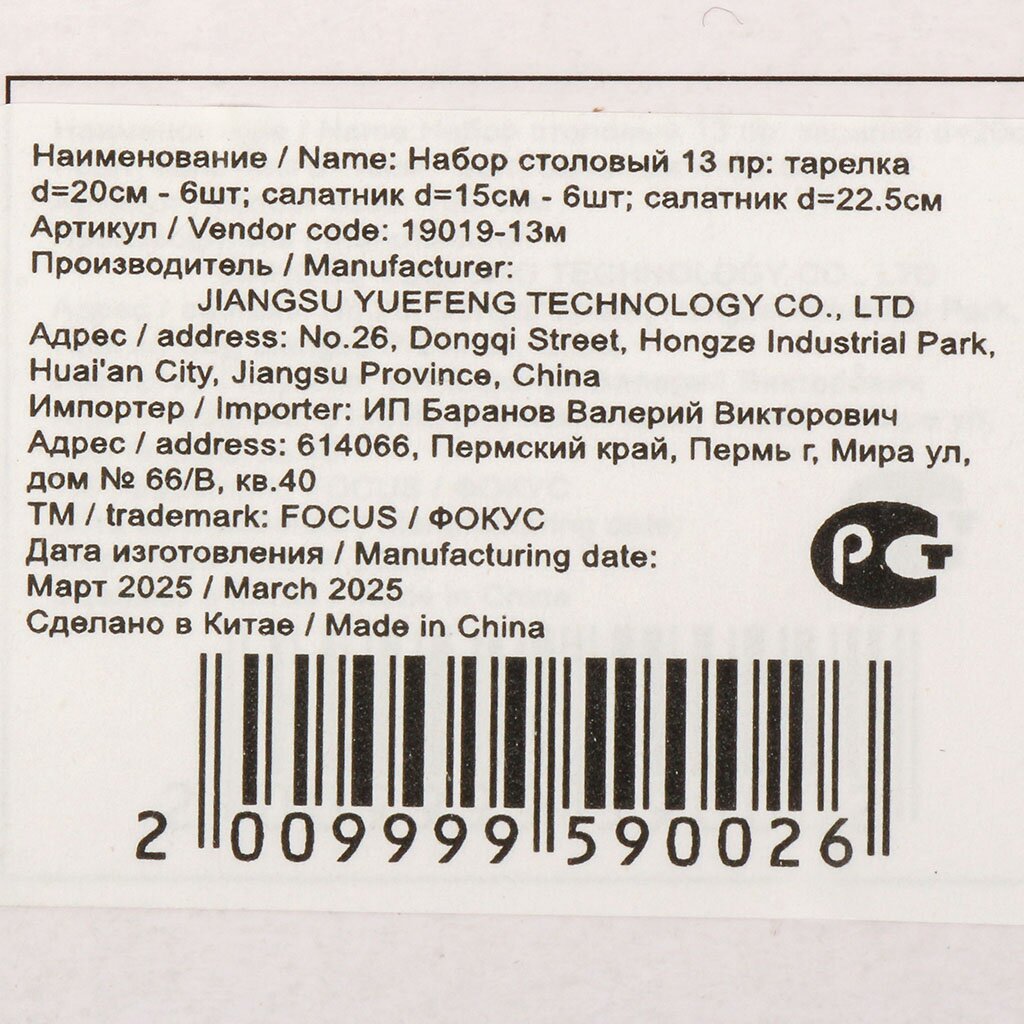 Наименование / Name: Набор столовый 13 пр: тарелка
d=20см - 6шт; салатник d=15см - 6шт; салатник d=22.5см
Артикул / Vendor code: 19019-13м
Производитель / Manufacturer:
JIANGSU YUEFENG TECHNOLOGY CO., LTD
Адрес / address: No.26, Dongqi Street, Hongze Industrial Park,
Huai'an City, Jiangsu Province, China
Импортер / Importer: ИП Баранов Валерий Викторович
Адрес / address: 614066, Пермский край, Пермь г, Мира ул,
дом № 66/В, кв.40
ТМ / trademark: FOCUS / ФОКУС
Дата изготовления / Manufacturing date:
Март 2025 / March 2025
Сделано в Китае / Made in China
РСТ
2 009999 590026